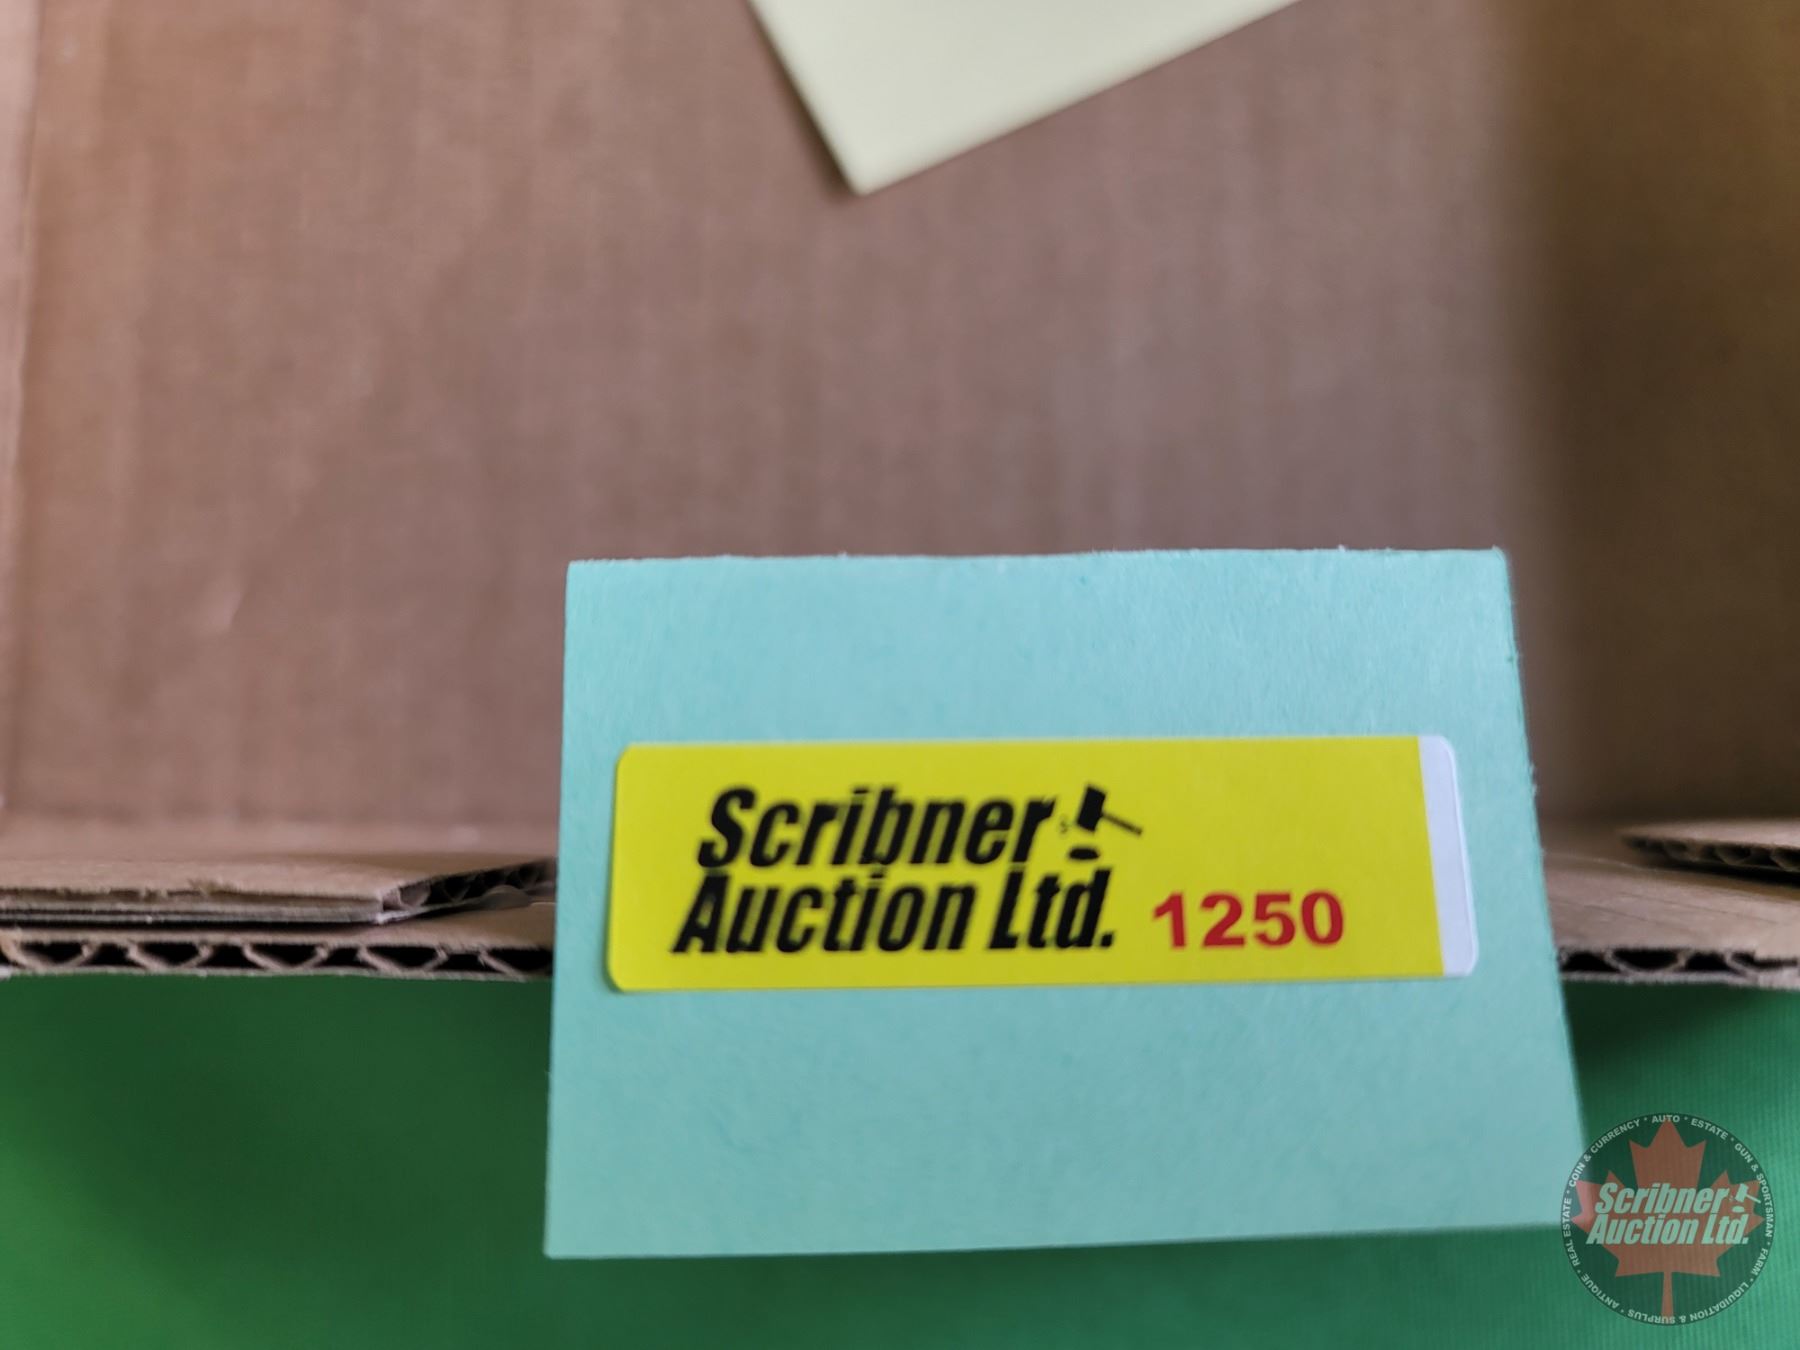 Scribner
Auction Ltd. 1250
COIN & CURRENCY * AUTO * ESTATE * GUN & SPORTSMAN * FARM * LIQUIDATION & SURPLUS * ANTIQUE * REAL ESTATE *
Scribner
Auction Ltd.